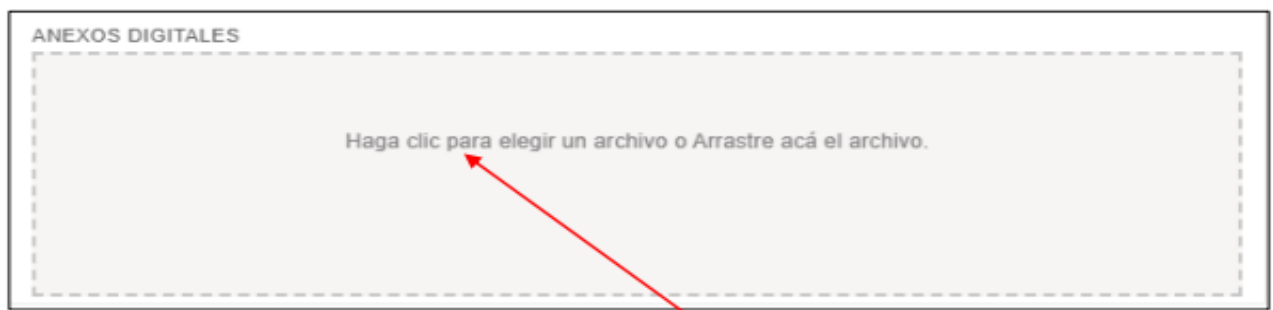 ANEXOS DIGITALES
Haga clic para elegir un archivo o Arrastre acá el archivo.